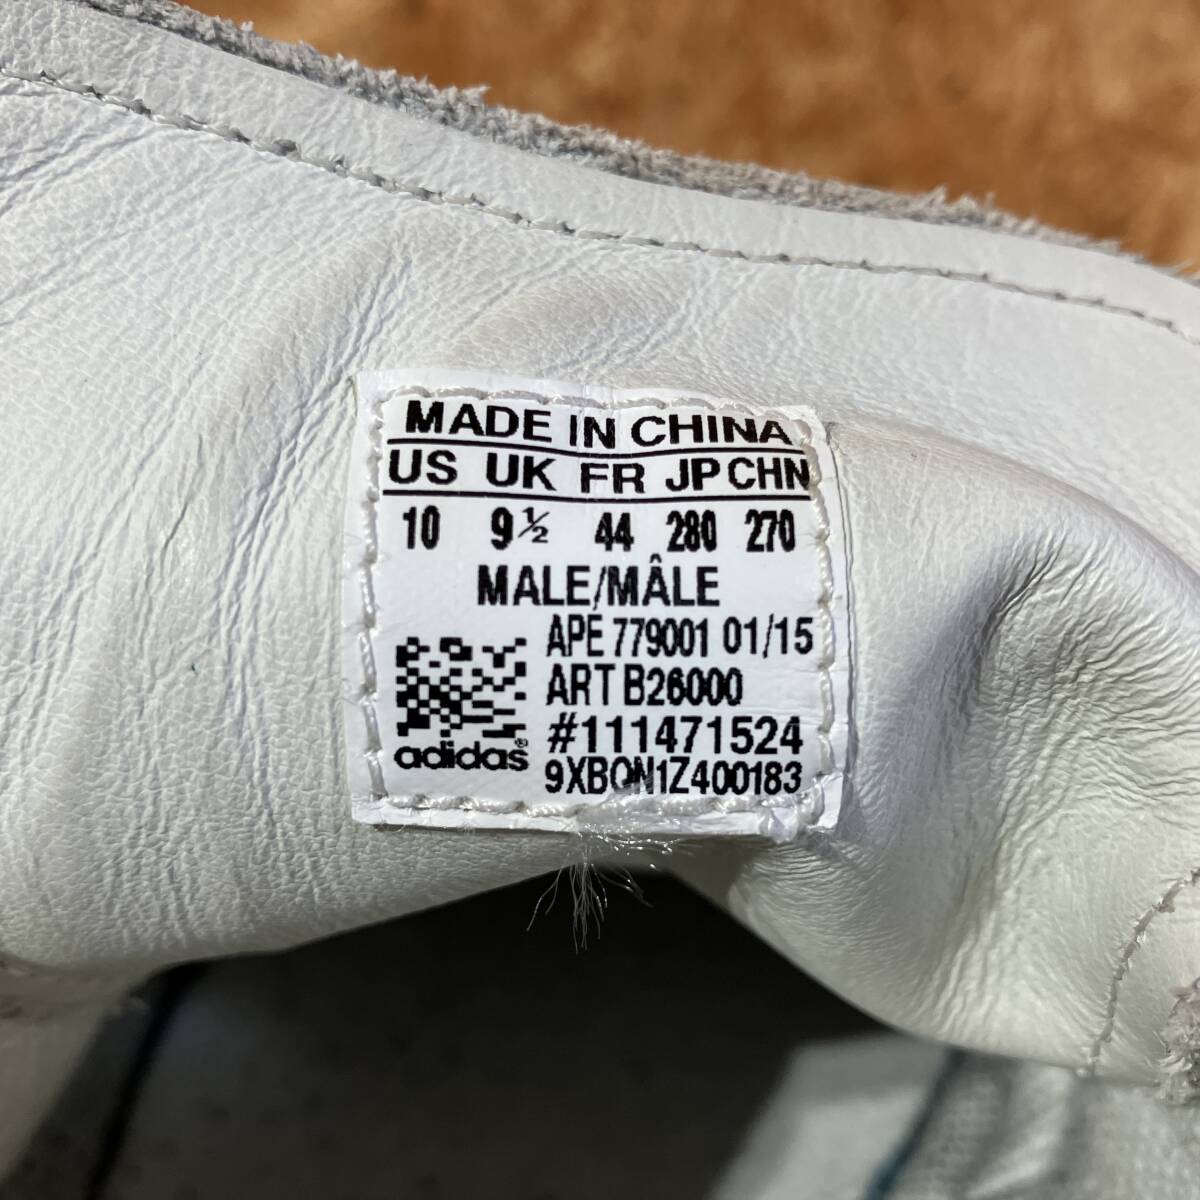 MADE IN CHINA
US UK FR JP CHN
10 9½ 44 280 270
MALE/MÂLE
APE 779001 01/15
ART B26000
#111471524
adidas®
9XBQN1Z400183